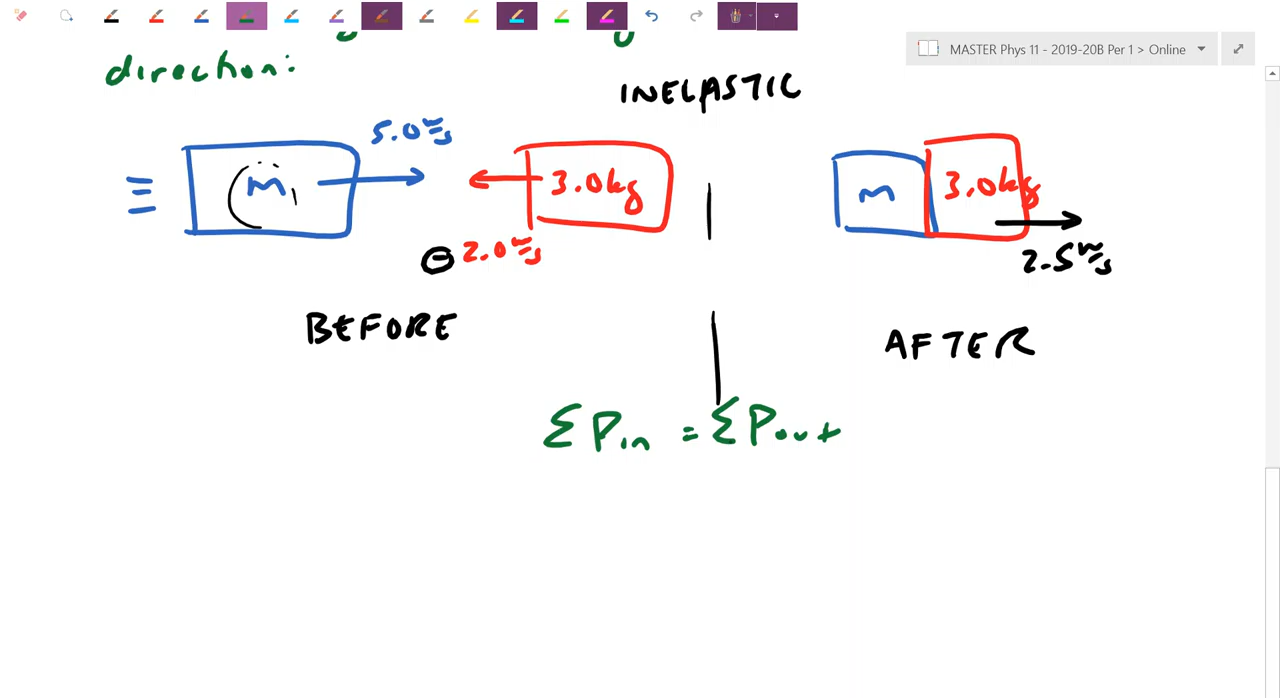 MASTER Phys 11 - 2019-20B Per 1 > Online
direction:
INELASTIC
5.0 m/s
m₁
3.0kg
m
3.0kg
⊖ 2.0 m/s
2.5 m/s
BEFORE
AFTER
ΣPin = ΣPout